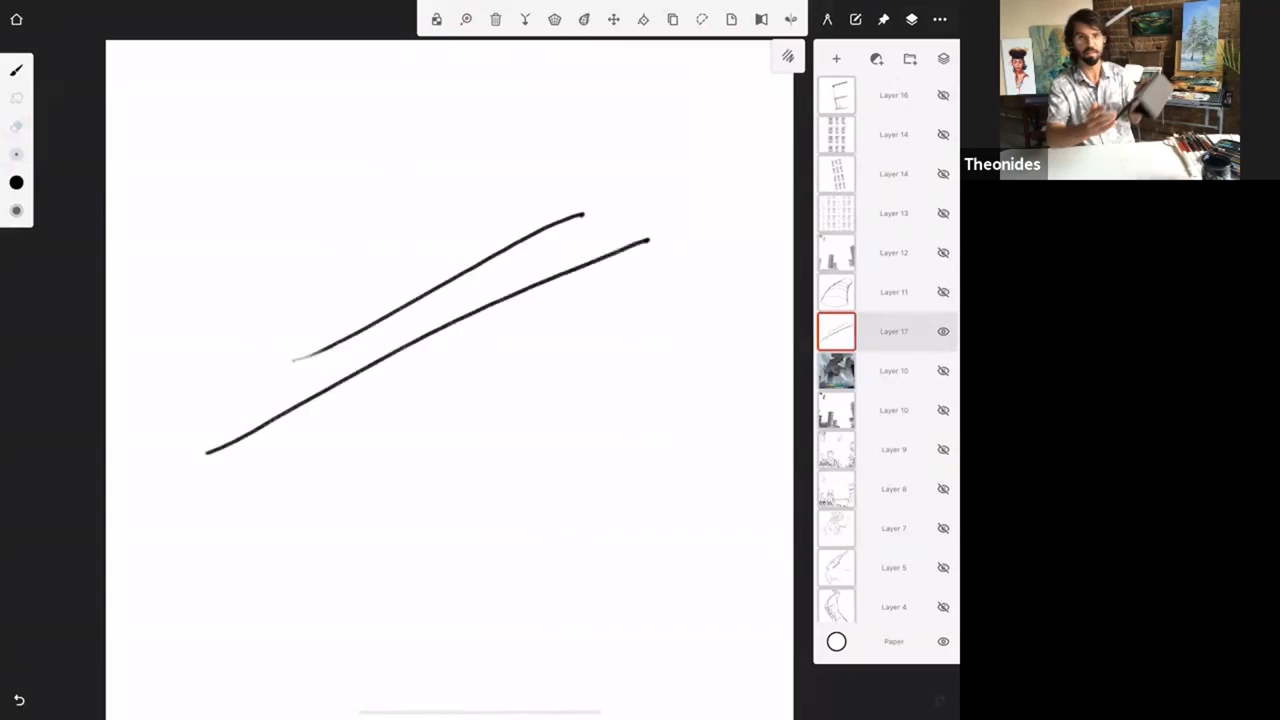 Layer 16
Layer 14
Layer 14
Layer 13
Layer 12
Layer 11
Layer 17
Layer 10
Layer 10
Layer 9
Layer 8
Layer 7
Layer 5
Layer 4
Paper
Theonides